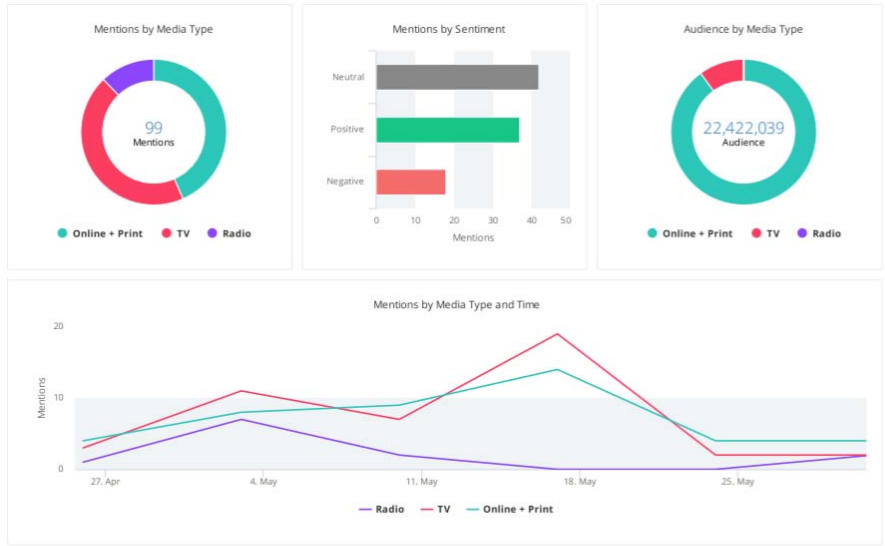 Mentions by Media Type
99
Mentions
Online + Print TV Radio
Mentions by Sentiment
Neutral
Positive
Negative
0 10 20 30 40 50
Mentions
Audience by Media Type
22,422,039
Audience
Online + Print TV Radio
Mentions by Media Type and Time
20
10
0
Mentions
27. Apr 4. May 11. May 18. May 25. May
Radio TV Online + Print